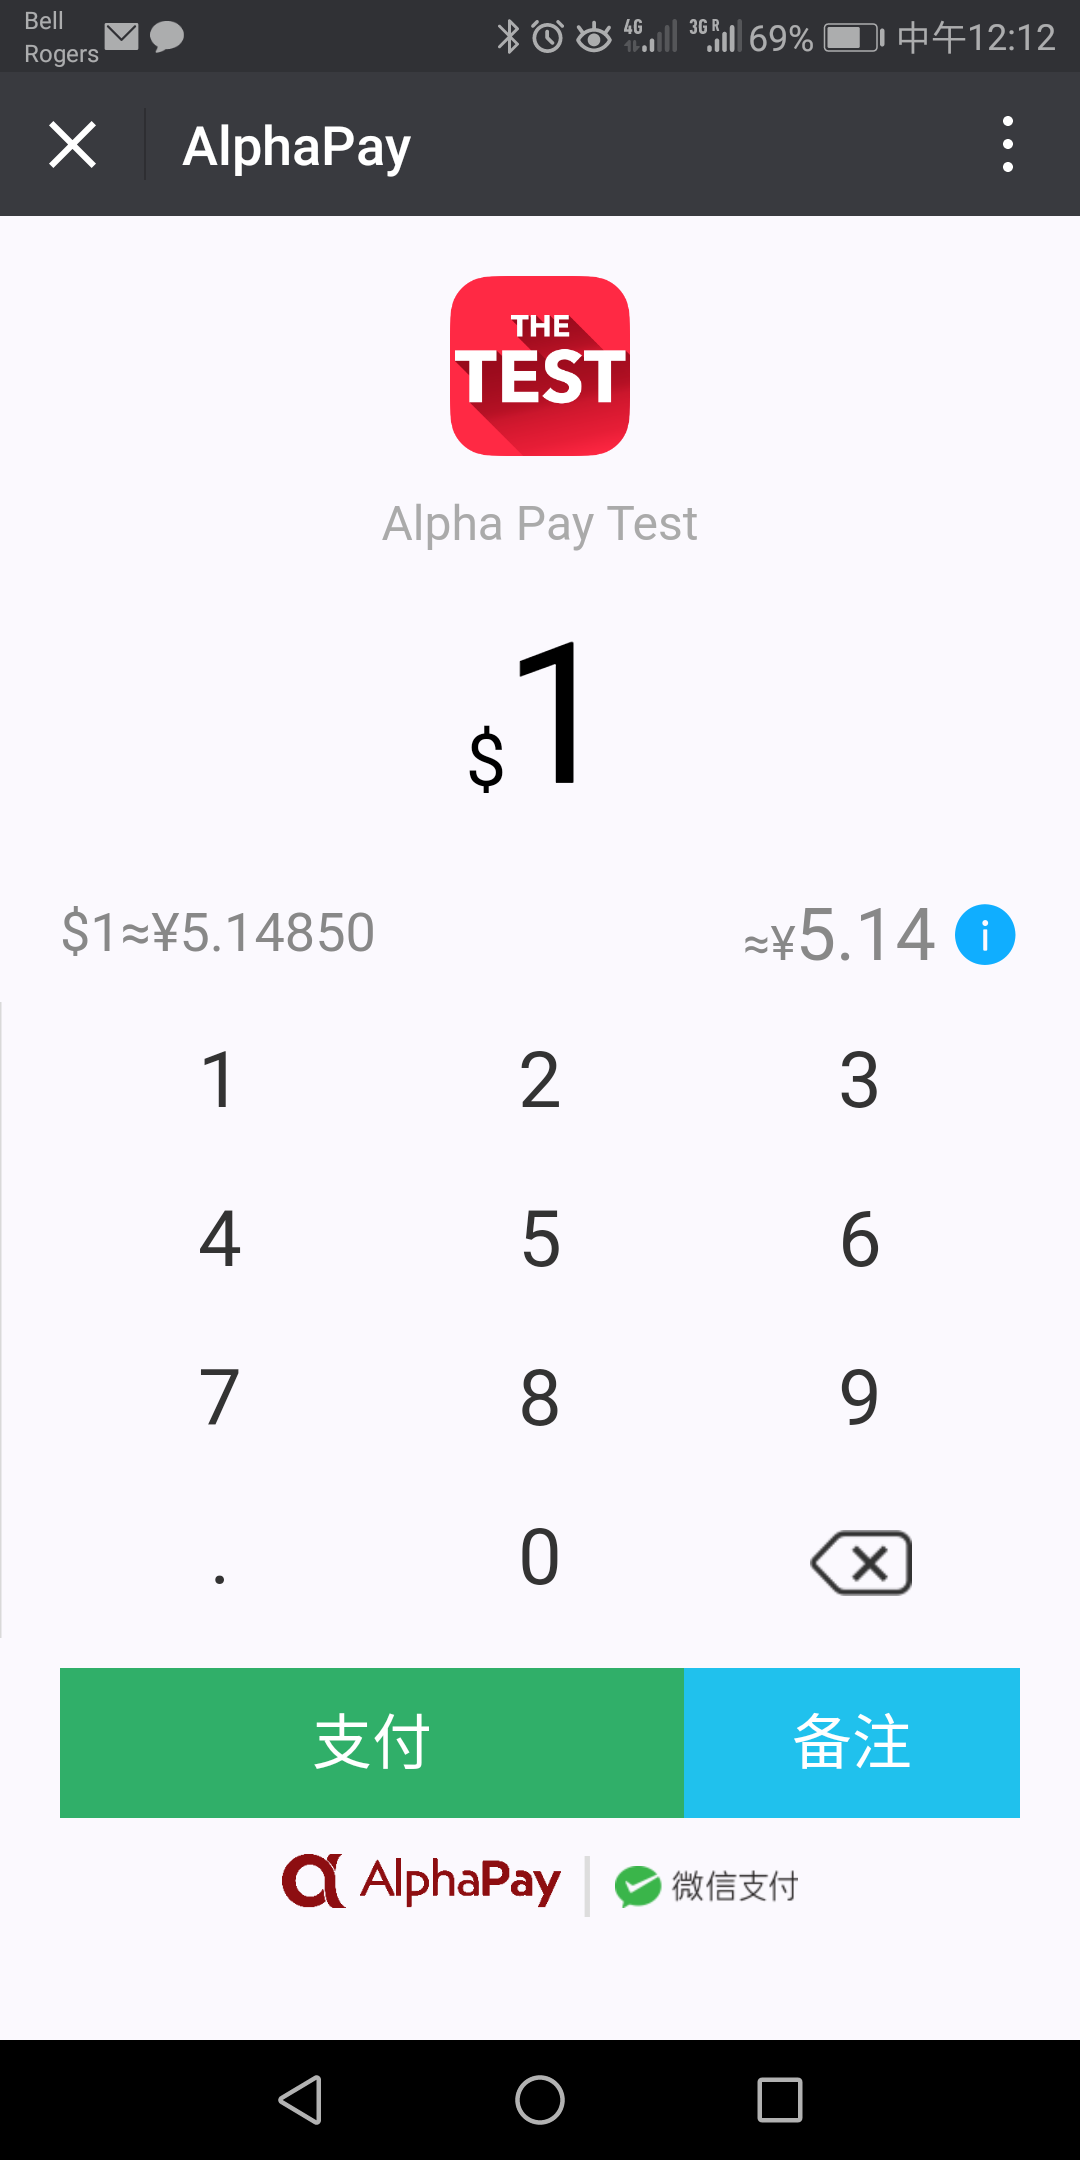 Bell
Rogers
4G 3G R 69% 中午12:12
AlphaPay
THE
TEST
Alpha Pay Test
$1
$1≈¥5.14850 ≈¥5.14 i
1 2 3
4 5 6
7 8 9
. 0
支付 备注
AlphaPay 微信支付